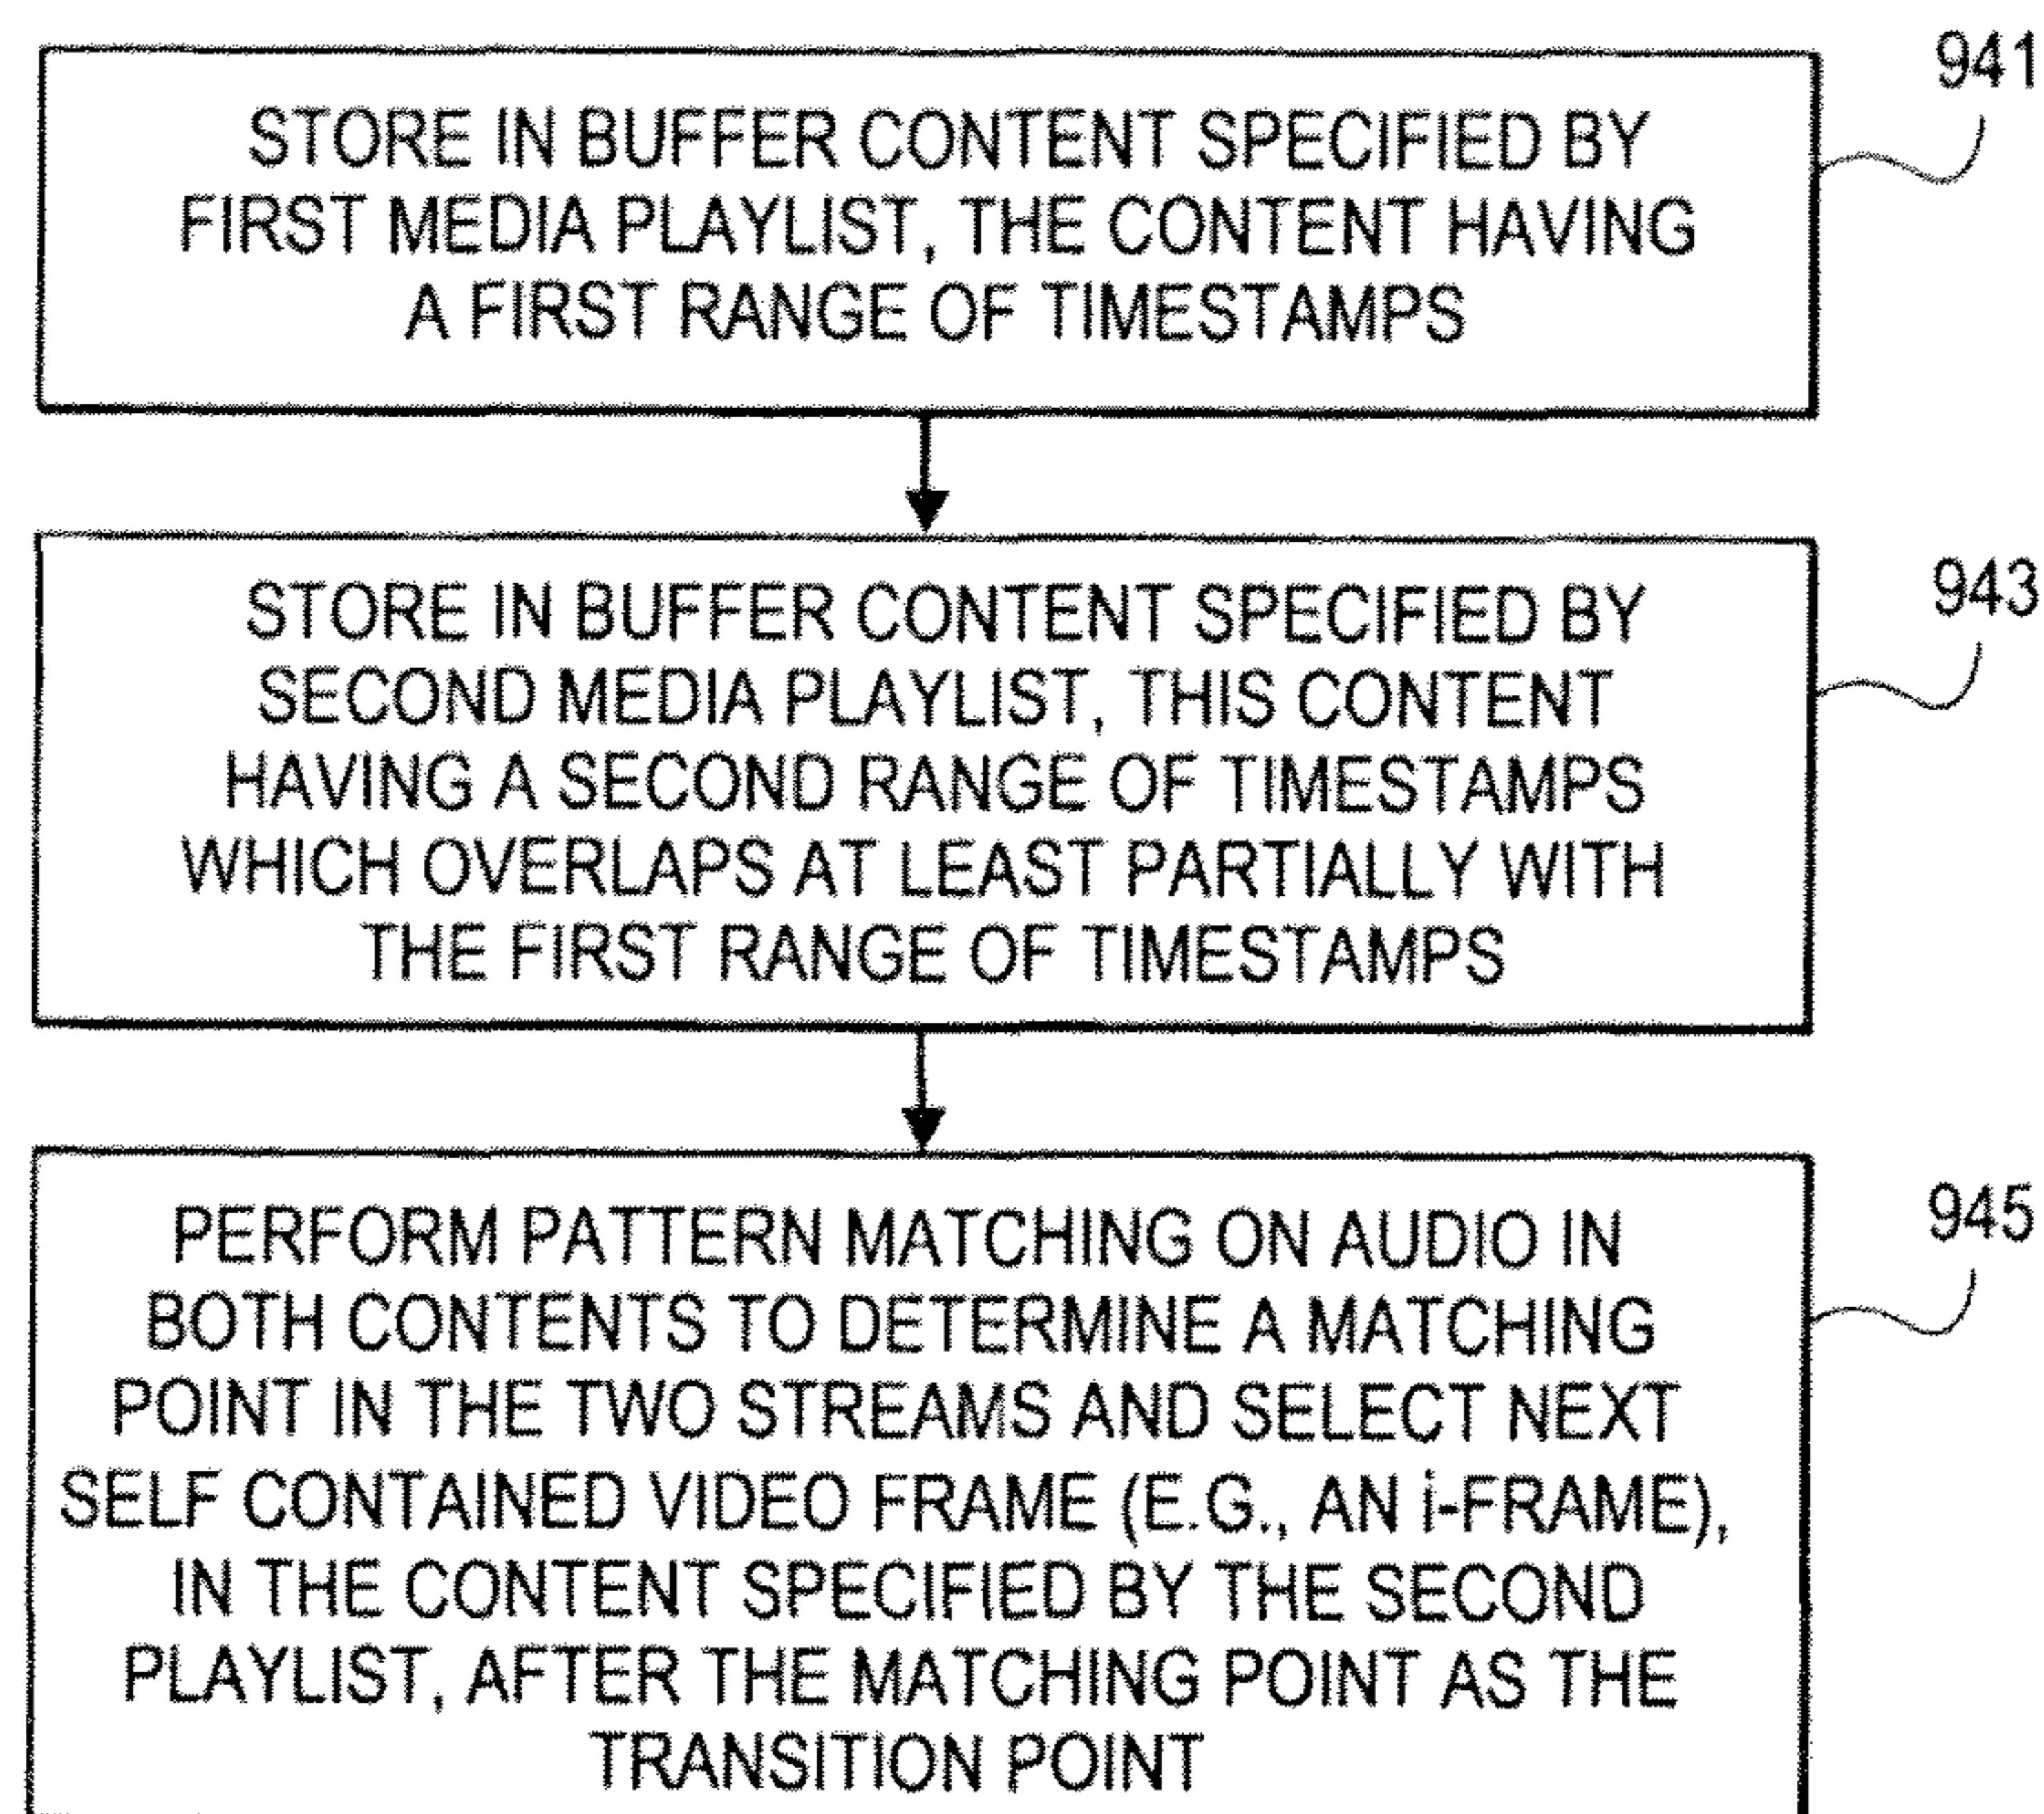 941
STORE IN BUFFER CONTENT SPECIFIED BY
FIRST MEDIA PLAYLIST, THE CONTENT HAVING
A FIRST RANGE OF TIMESTAMPS
943
STORE IN BUFFER CONTENT SPECIFIED BY
SECOND MEDIA PLAYLIST, THIS CONTENT
HAVING A SECOND RANGE OF TIMESTAMPS
WHICH OVERLAPS AT LEAST PARTIALLY WITH
THE FIRST RANGE OF TIMESTAMPS
945
PERFORM PATTERN MATCHING ON AUDIO IN
BOTH CONTENTS TO DETERMINE A MATCHING
POINT IN THE TWO STREAMS AND SELECT NEXT
SELF CONTAINED VIDEO FRAME (E.G., AN i-FRAME),
IN THE CONTENT SPECIFIED BY THE SECOND
PLAYLIST, AFTER THE MATCHING POINT AS THE
TRANSITION POINT